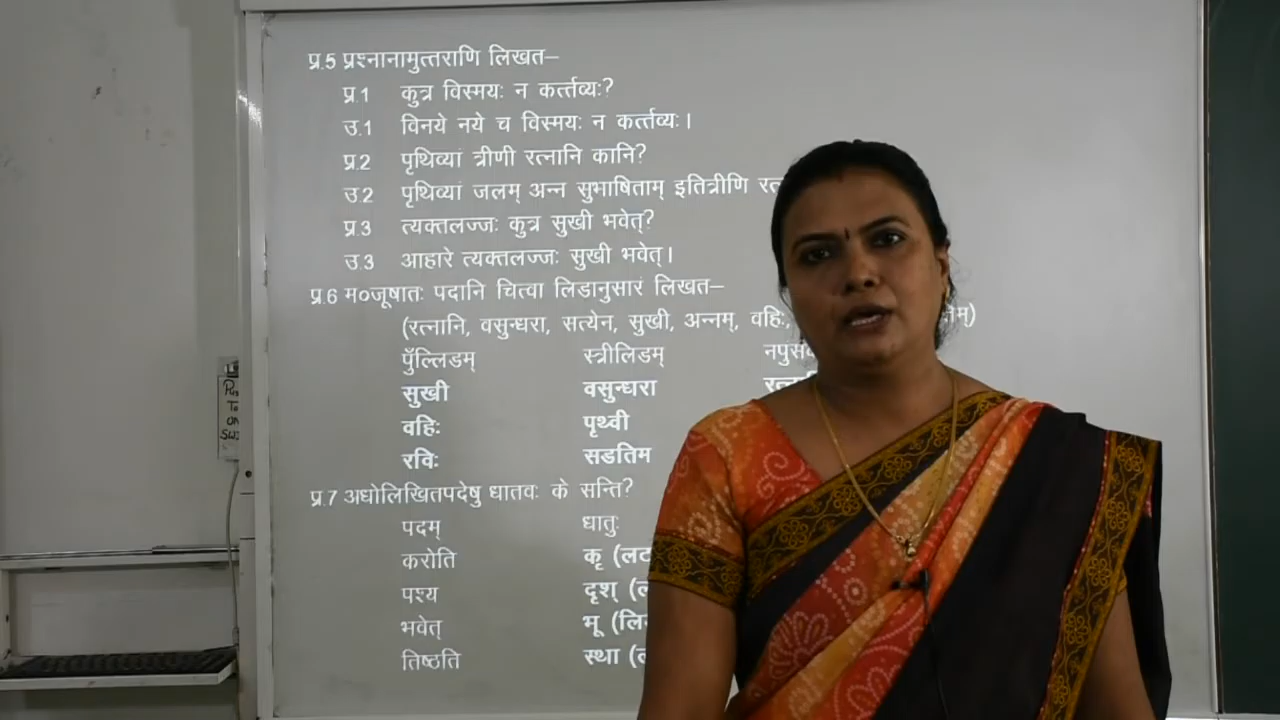 प्र.5 प्रश्नानामुत्तराणि लिखत–
प्र.1 कुत्र विस्मयः न कर्त्तव्यः?
उ.1 विनये नये च विस्मयः न कर्त्तव्यः।
प्र.2 पृथिव्यां त्रीणी रत्नानि कानि?
उ.2 पृथिव्यां जलम् अन्न सुभाषिताम् इतित्रीणि
प्र.3 त्यक्तलज्जः कुत्र सुखी भवेत्?
उ.3 आहारे त्यक्तलज्जः सुखी भवेत्।
प्र.6 म०जूषातः पदानि चित्वा लिडानुसारं लिखत–
(रत्नानि, वसुन्धरा, सत्येन, सुखी, अन्नम्, वहिः,
पुँल्लिडम् स्त्रीलिडम्
सुखी वसुन्धरा
वहिः पृथ्वी
रविः सडतिम
प्र.7 अधोलिखितपदेषु धातवः के सन्ति?
पदम् धातुः
करोति कृ
पश्य दृश्
भवेत् भू
तिष्ठति स्था